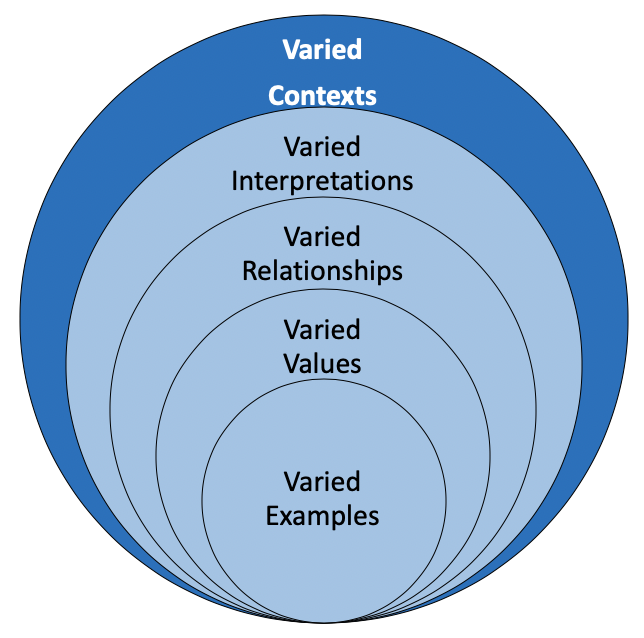 Varied
Contexts
Varied
Interpretations
Varied
Relationships
Varied
Values
Varied
Examples